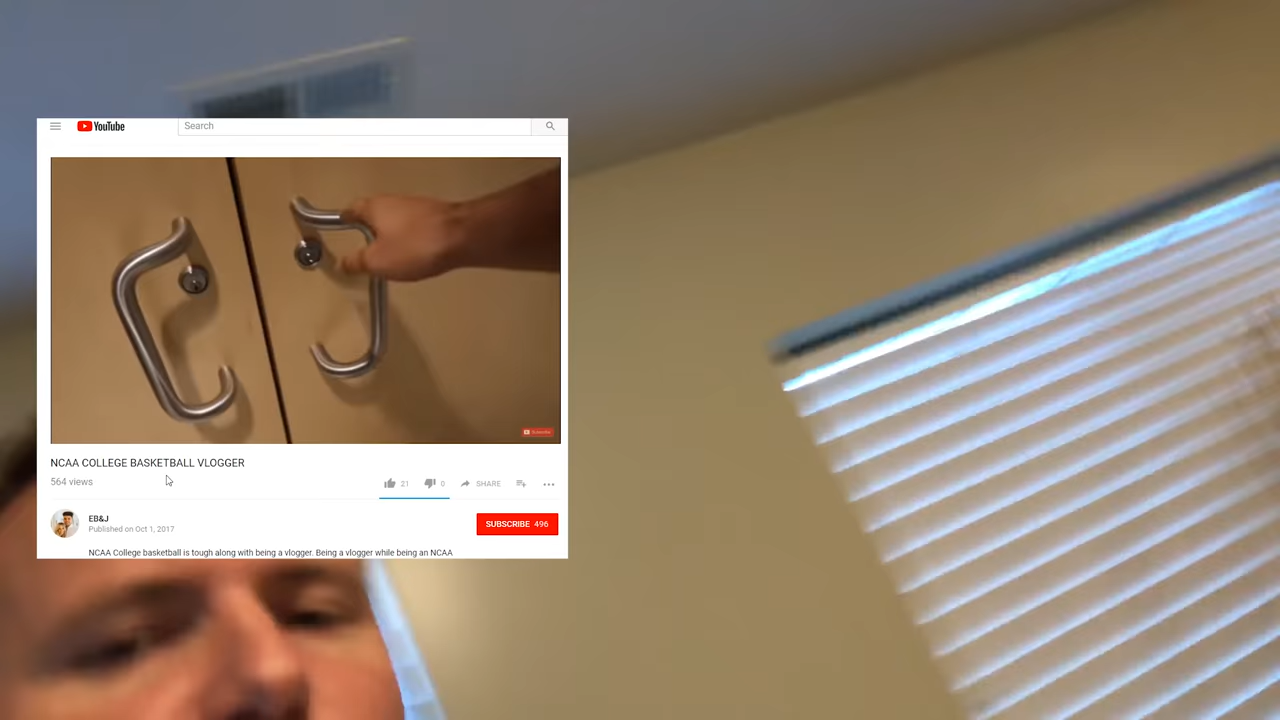 YouTube
Search
Subscribe
NCAA COLLEGE BASKETBALL VLOGGER
564 views
21
0
SHARE
EB&J
Published on Oct 1, 2017
SUBSCRIBE 496
NCAA College basketball is tough along with being a vlogger. Being a vlogger while being an NCAA